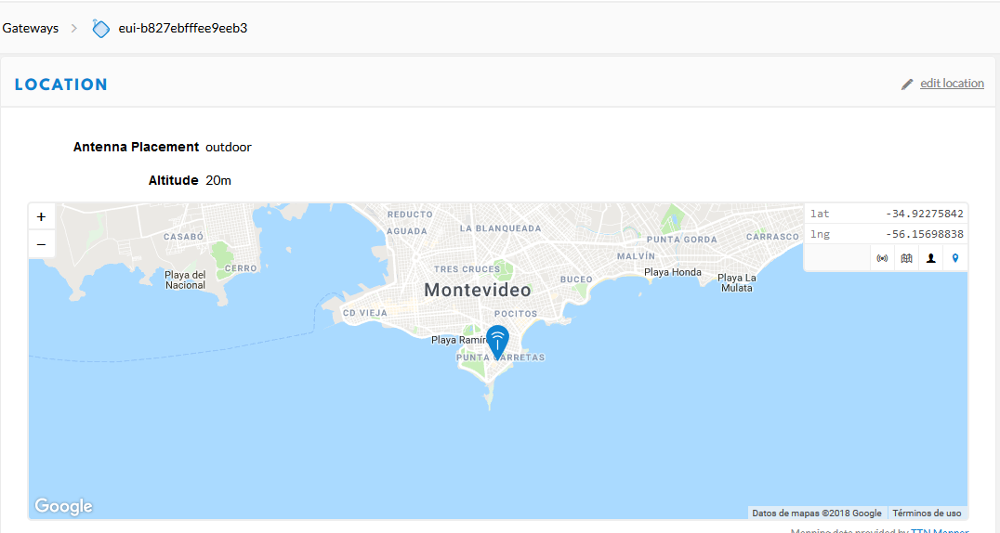 Gateways
eui-b827ebfffee9eeb3
LOCATION
edit location
Antenna Placement outdoor
Altitude 20m
+
−
lat -34.92275842
lng -56.15698838
REDUCTO
AGUADA
LA BLANQUEADA
CASABÓ
PUNTA GORDA
CARRASCO
MALVÍN
CERRO
TRES CRUCES
Playa del
Nacional
BUCEO
Playa Honda
Playa La
Mulata
Montevideo
CD VIEJA
POCITOS
Playa Ramír
PUNTA CARRETAS
Google
Datos de mapas ©2018 Google
Términos de uso
Mapping data provided by TTN Mapper